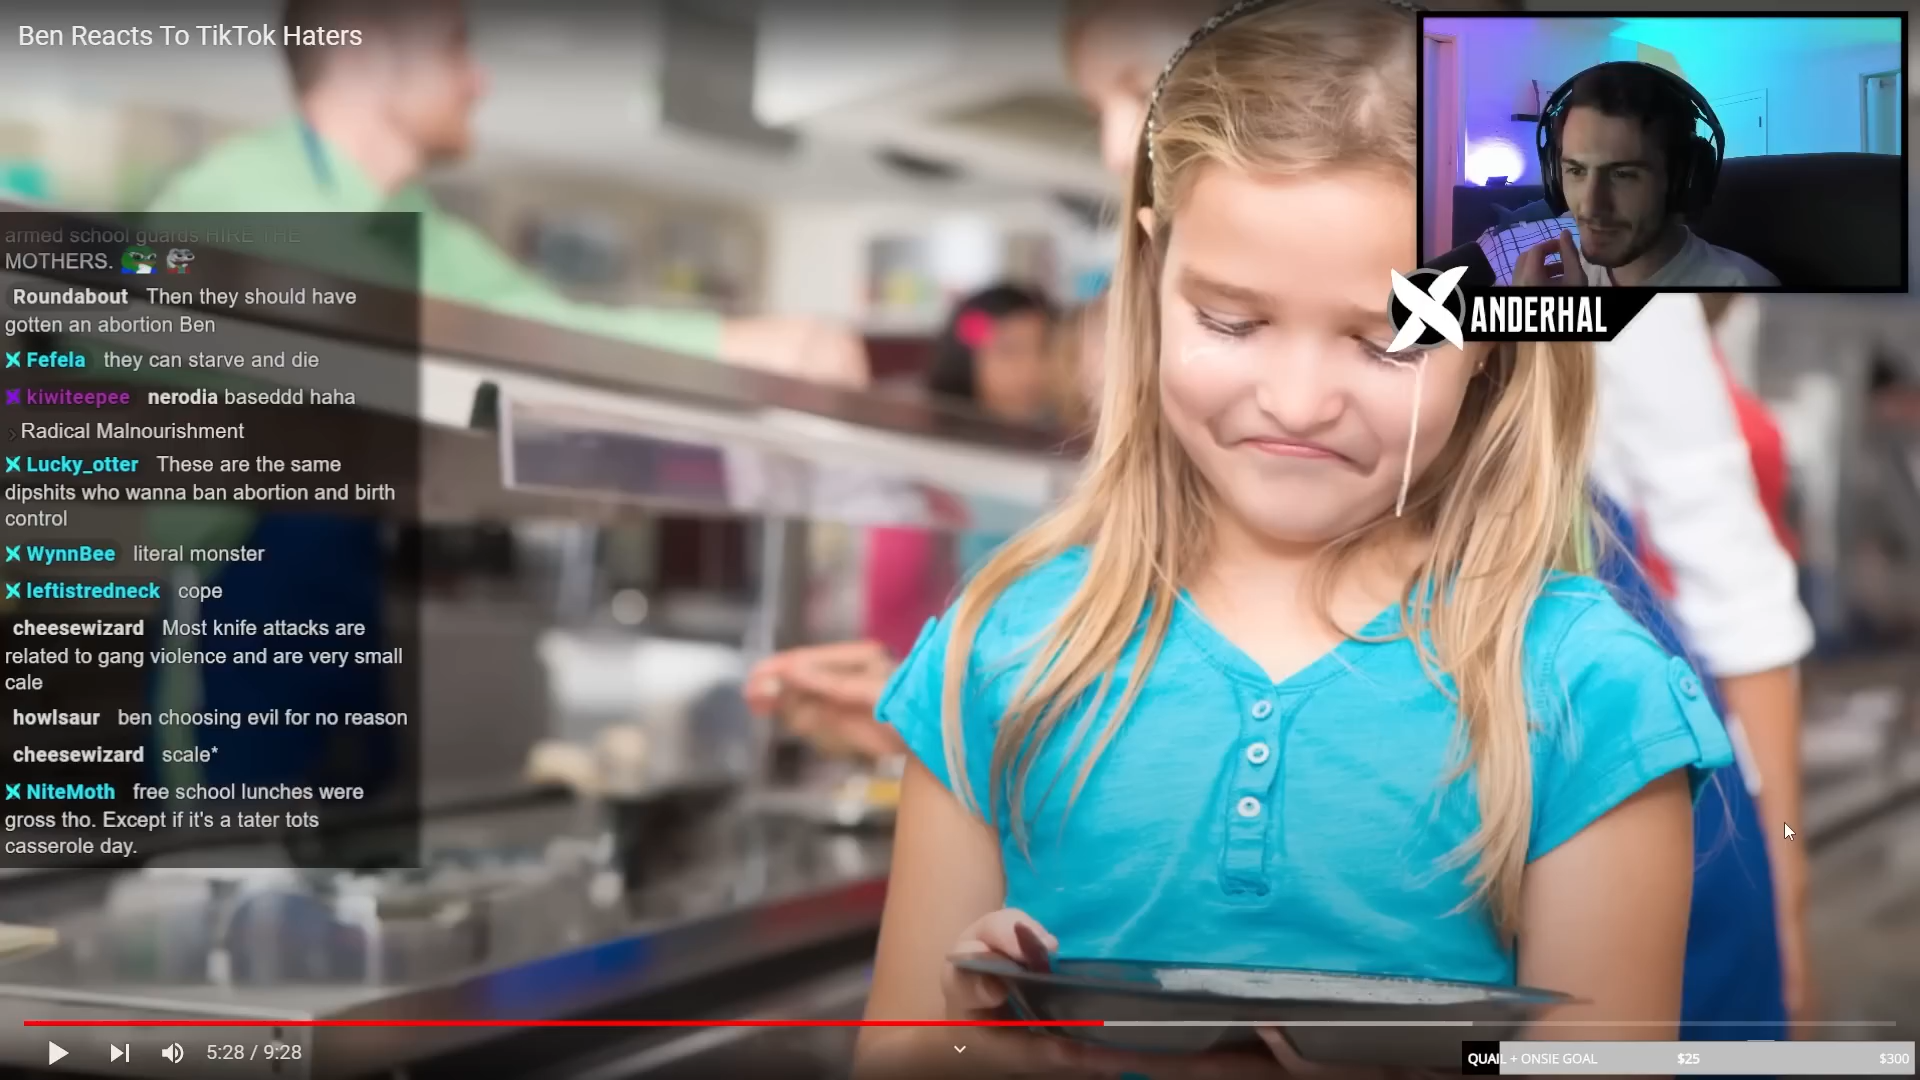 Ben Reacts To TikTok Haters
armed school guards HIRE THE
MOTHERS.
Roundabout Then they should have
gotten an abortion Ben
Fefela they can starve and die
kiwiteepee nerodia baseddd haha
Radical Malnourishment
Lucky_otter These are the same
dipshits who wanna ban abortion and birth
control
WynnBee literal monster
leftistredneck cope
cheesewizard Most knife attacks are
related to gang violence and are very small
cale
howlsaur ben choosing evil for no reason
cheesewizard scale*
NiteMoth free school lunches were
gross tho. Except if it's a tater tots
casserole day.
XANDERHAL
5:28 / 9:28
QUAIL + ONSIE GOAL $25 $300